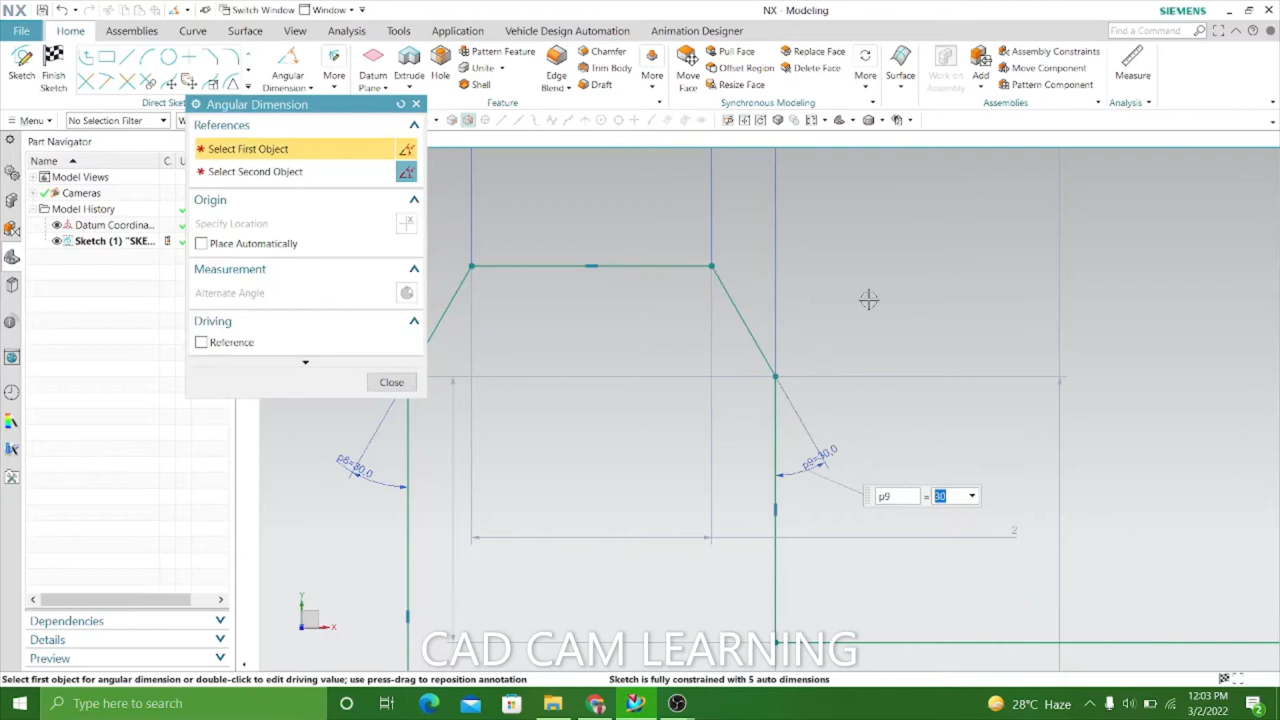 NX
Switch Window
Window
NX - Modeling
SIEMENS
File
Home
Assemblies
Curve
Surface
View
Analysis
Tools
Application
Vehicle Design Automation
Animation Designer
Find a Command
Sketch
Finish Sketch
Angular Dimension
More
Datum Plane
Extrude
Hole
Pattern Feature
Unite
Shell
Edge Blend
Chamfer
Trim Body
Draft
More
Move Face
Pull Face
Offset Region
Resize Face
Replace Face
Delete Face
More
Surface
Work on Assembly
Add
Assembly Constraints
Move Component
Pattern Component
Measure
Direct Sk
Feature
Synchronous Modeling
Assemblies
Analysis
Menu
No Selection Filter
W
Part Navigator
Name
C.
U
Model Views
Cameras
Model History
Datum Coordina...
Sketch (1) "SKE...
Angular Dimension
References
* Select First Object
* Select Second Object
Origin
Specify Location
Place Automatically
Measurement
Alternate Angle
Driving
Reference
Close
p8=30,0
p9=30,0
p9 = 30
2
Y
X
Dependencies
Details
Preview
CAD CAM LEARNING
Select first object for angular dimension or double-click to edit driving value; use press-drag to reposition annotation
Sketch is fully constrained with 5 auto dimensions
Type here to search
28°C Haze
12:03 PM
3/2/2022
2